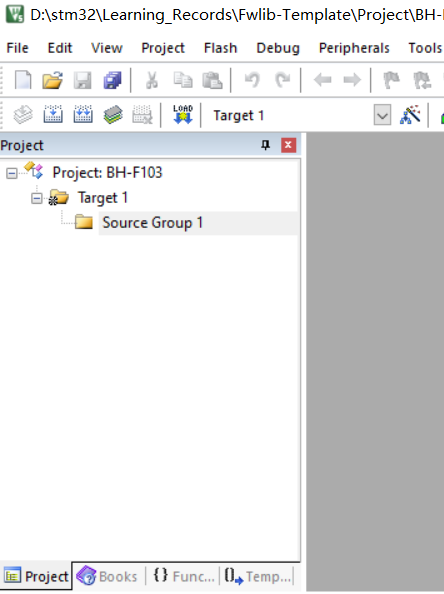 D:\stm32\Learning_Records\Fwlib-Template\Project\BH-
File Edit View Project Flash Debug Peripherals Tools
LOAD Target 1
Project
Project: BH-F103
Target 1
Source Group 1
Project Books {} Func... 0. Temp...